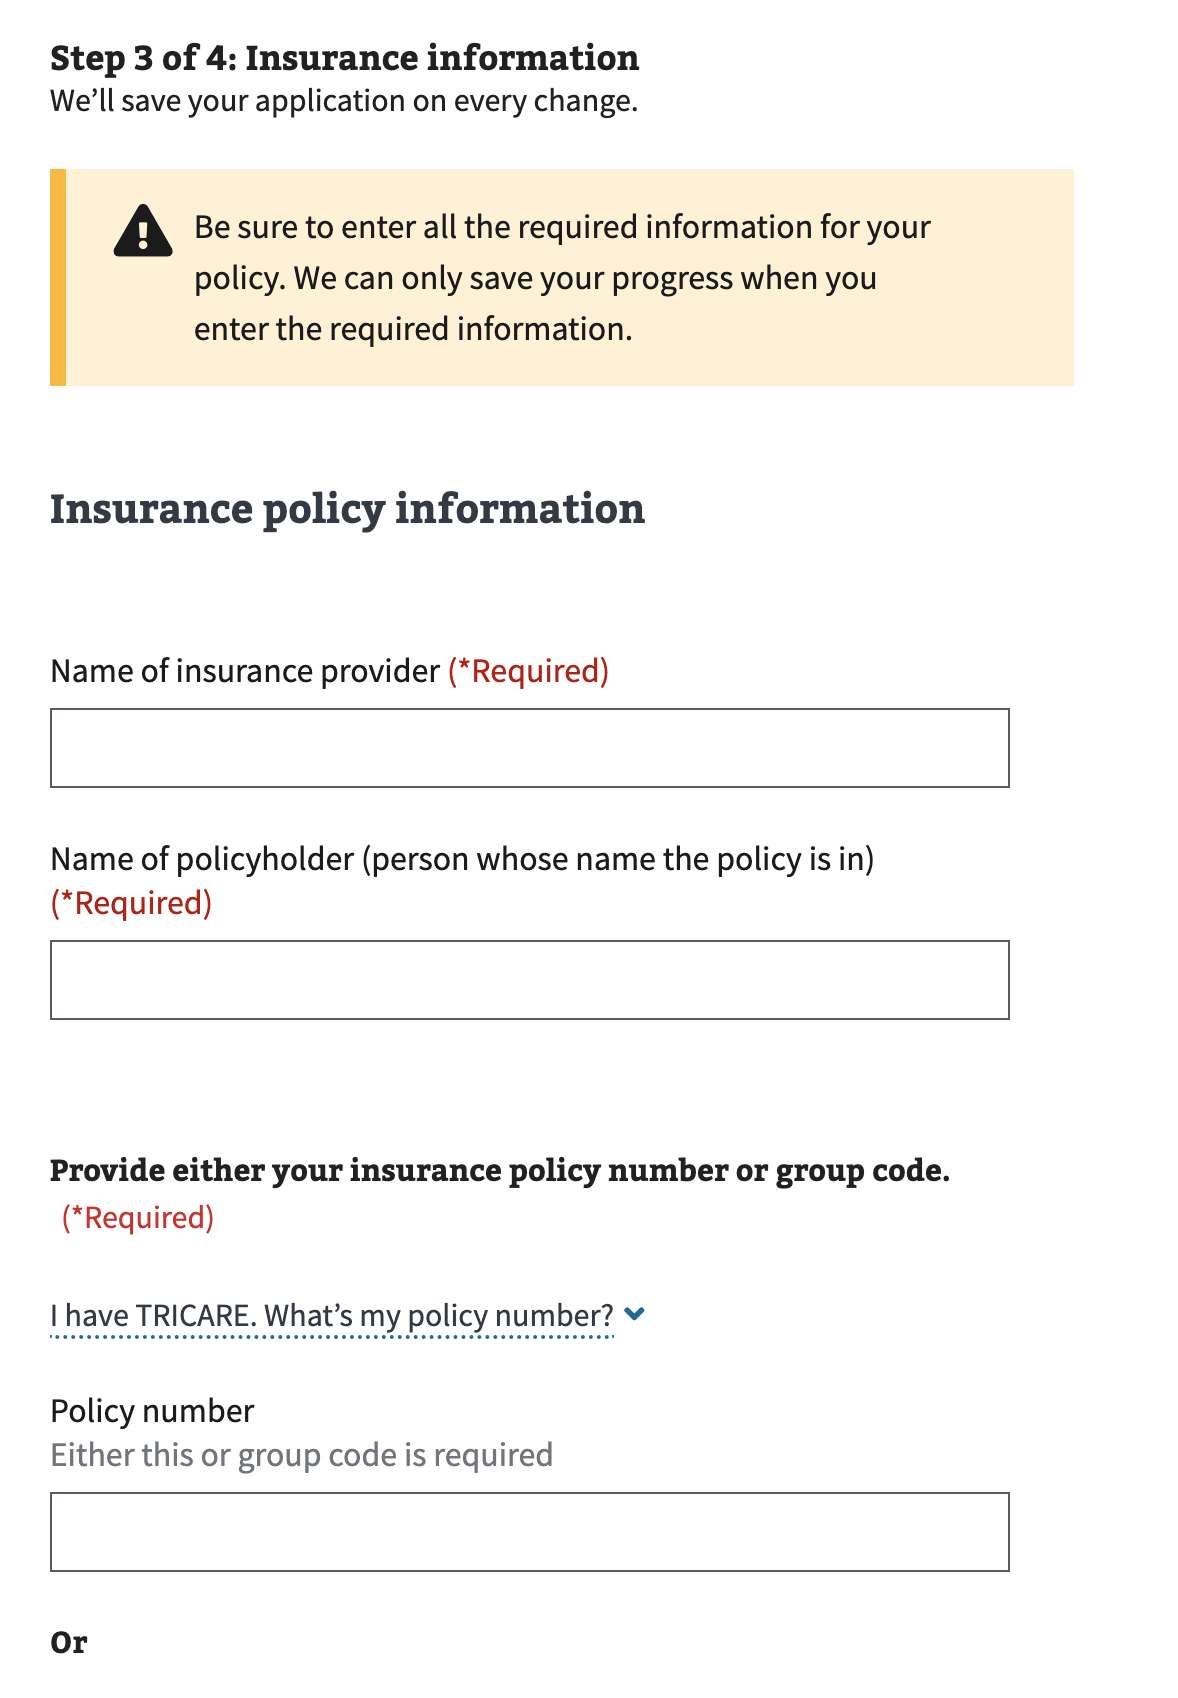 Step 3 of 4: Insurance information
We’ll save your application on every change.
Be sure to enter all the required information for your
policy. We can only save your progress when you
enter the required information.
Insurance policy information
Name of insurance provider (*Required)
Name of policyholder (person whose name the policy is in)
(*Required)
Provide either your insurance policy number or group code.
(*Required)
I have TRICARE. What’s my policy number?
Policy number
Either this or group code is required
Or